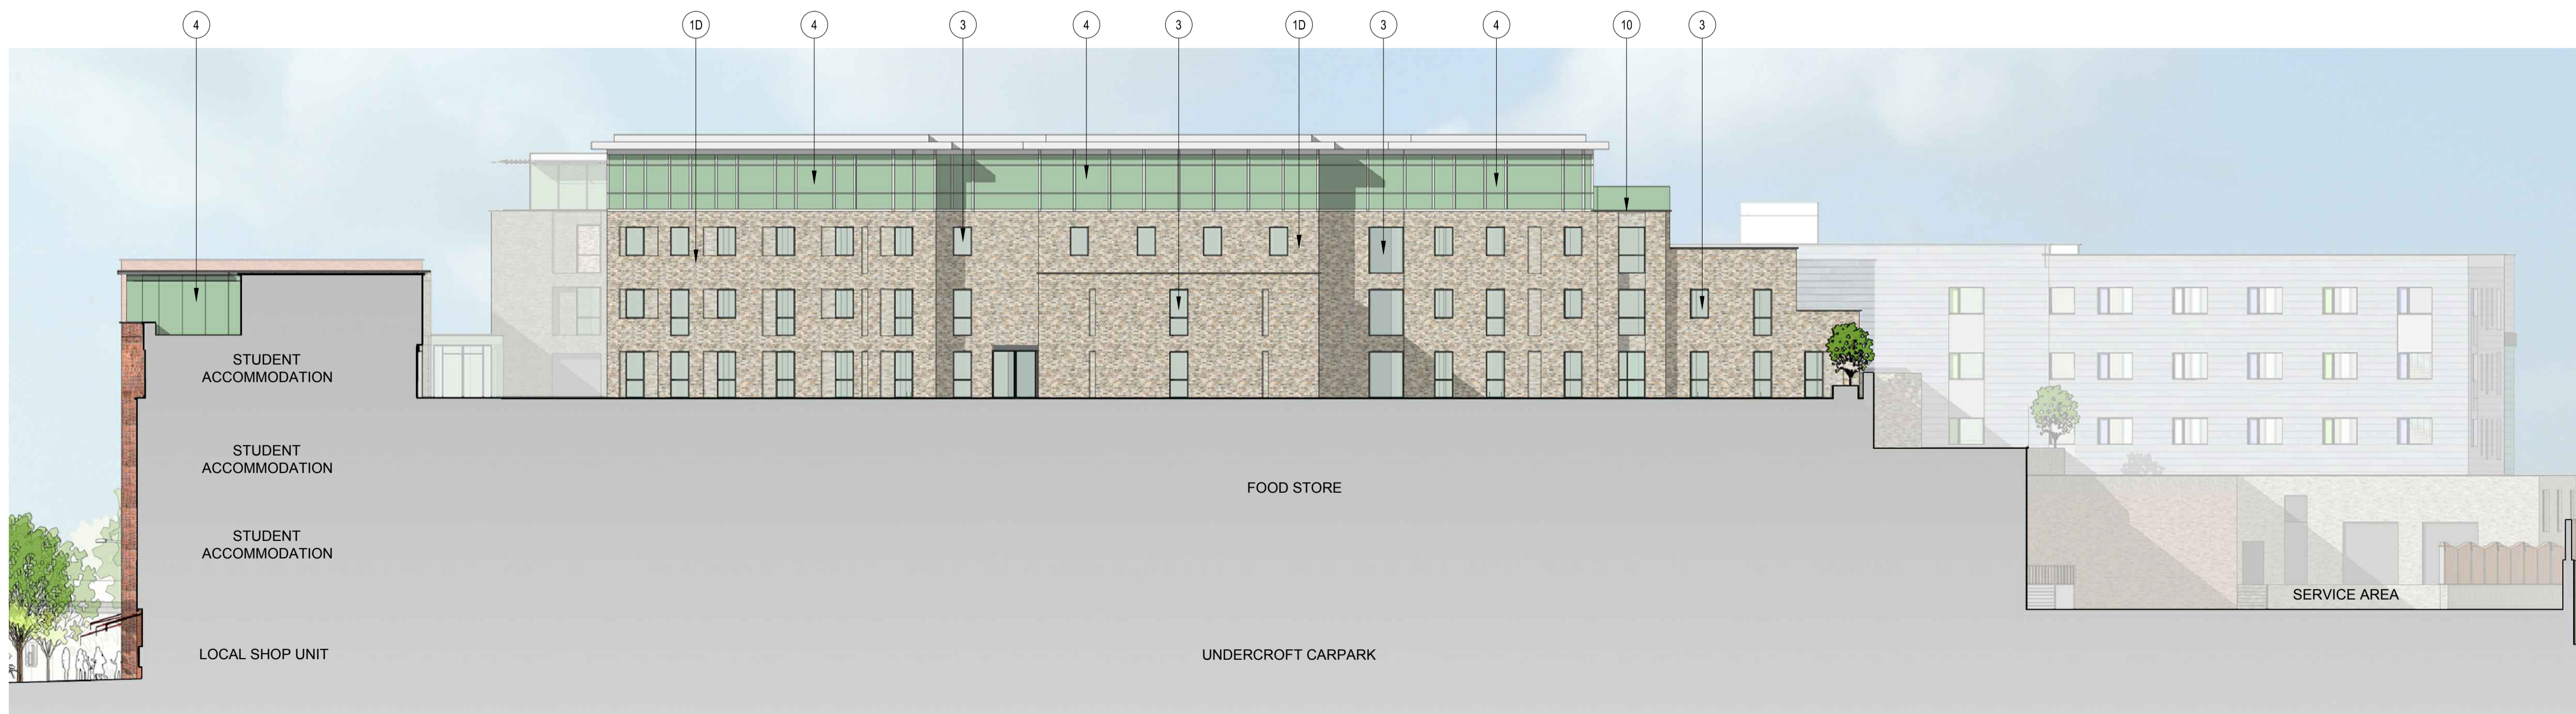 4
1D
4
3
4
3
1D
3
4
10
3
STUDENT
ACCOMMODATION
STUDENT
ACCOMMODATION
FOOD STORE
STUDENT
ACCOMMODATION
SERVICE AREA
LOCAL SHOP UNIT
UNDERCROFT CARPARK